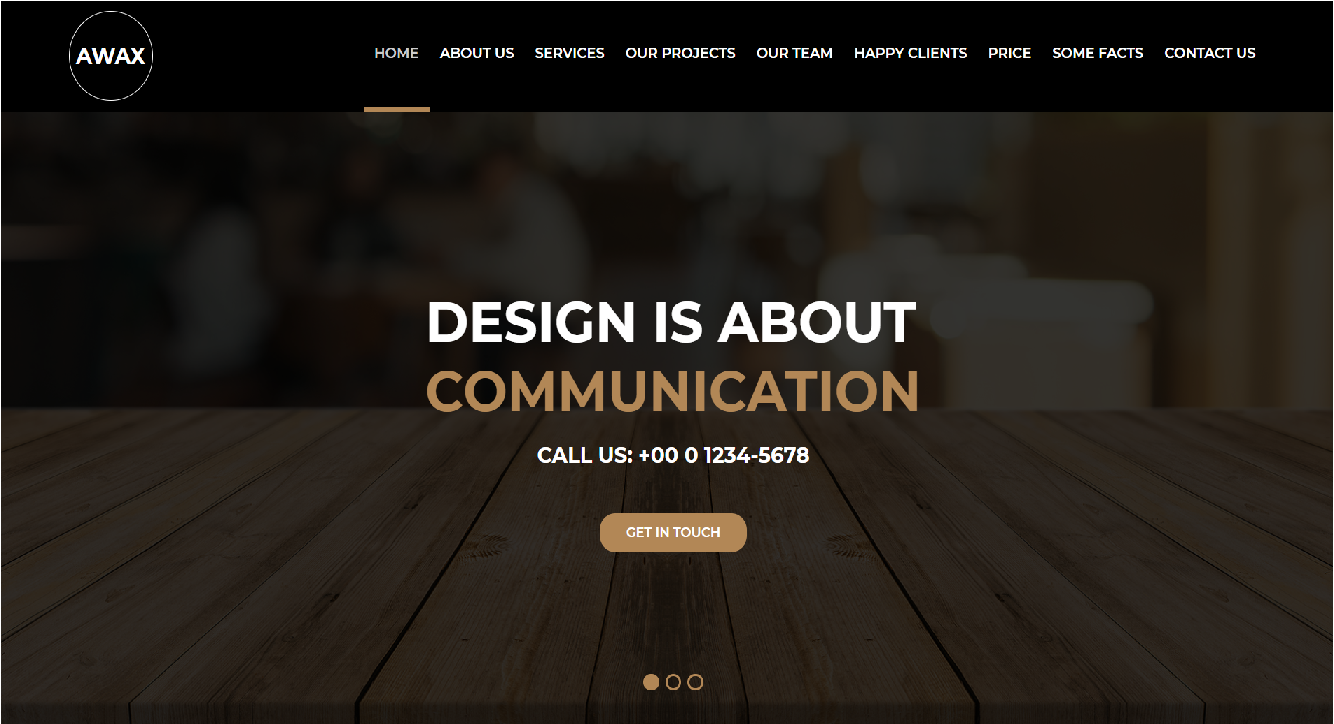 AWAX
HOME ABOUT US SERVICES OUR PROJECTS OUR TEAM HAPPY CLIENTS PRICE SOME FACTS CONTACT US
DESIGN IS ABOUT
COMMUNICATION
CALL US: +00 0 1234-5678
GET IN TOUCH